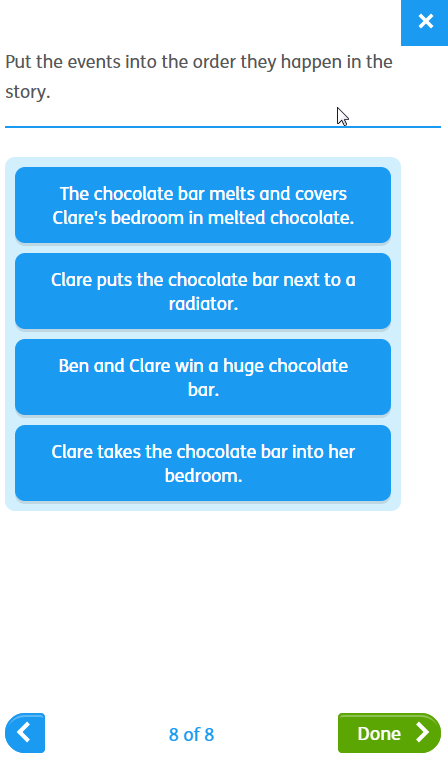 Put the events into the order they happen in the
story.
The chocolate bar melts and covers
Clare's bedroom in melted chocolate.
Clare puts the chocolate bar next to a
radiator.
Ben and Clare win a huge chocolate
bar.
Clare takes the chocolate bar into her
bedroom.
8 of 8
Done